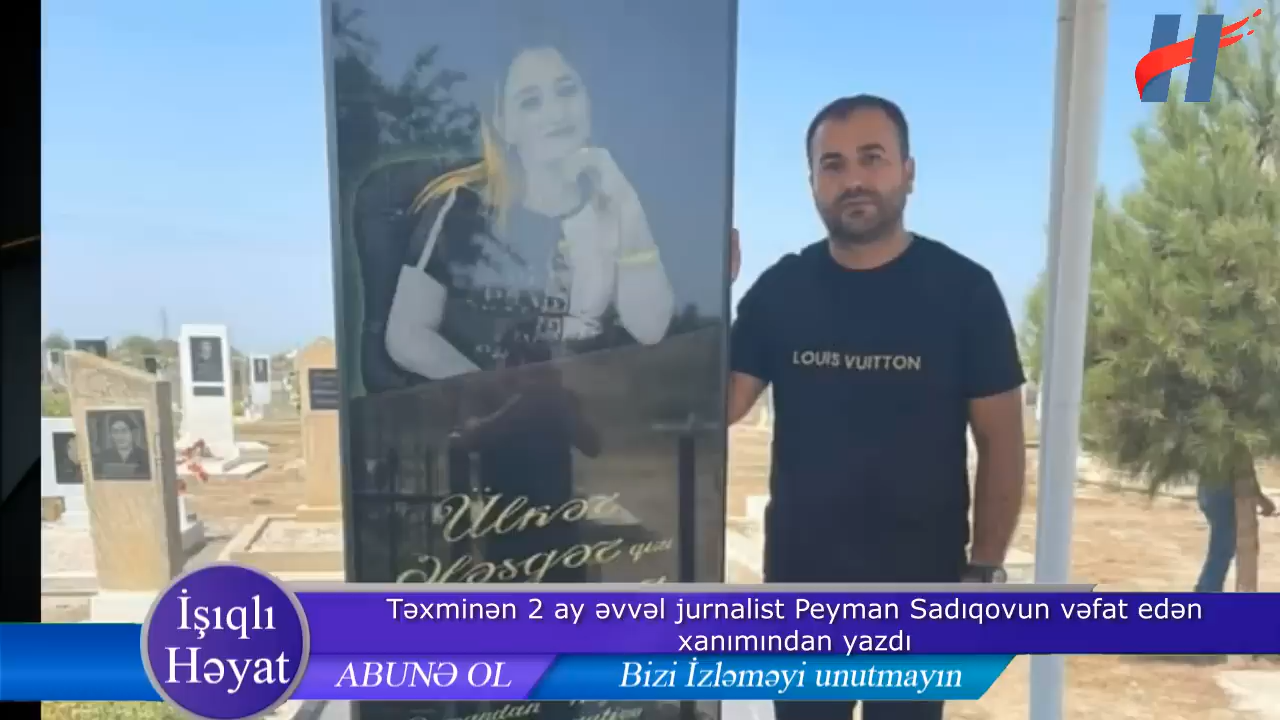 LOUIS VUITTON
Ülkər
Ələsgər qızı
Təxminən 2 ay əvvəl jurnalist Peyman Sadıqovun vəfat edən
xanımından yazdı
İşıqlı
Həyat
ABUNƏ OL
Bizi İzləməyi unutmayın